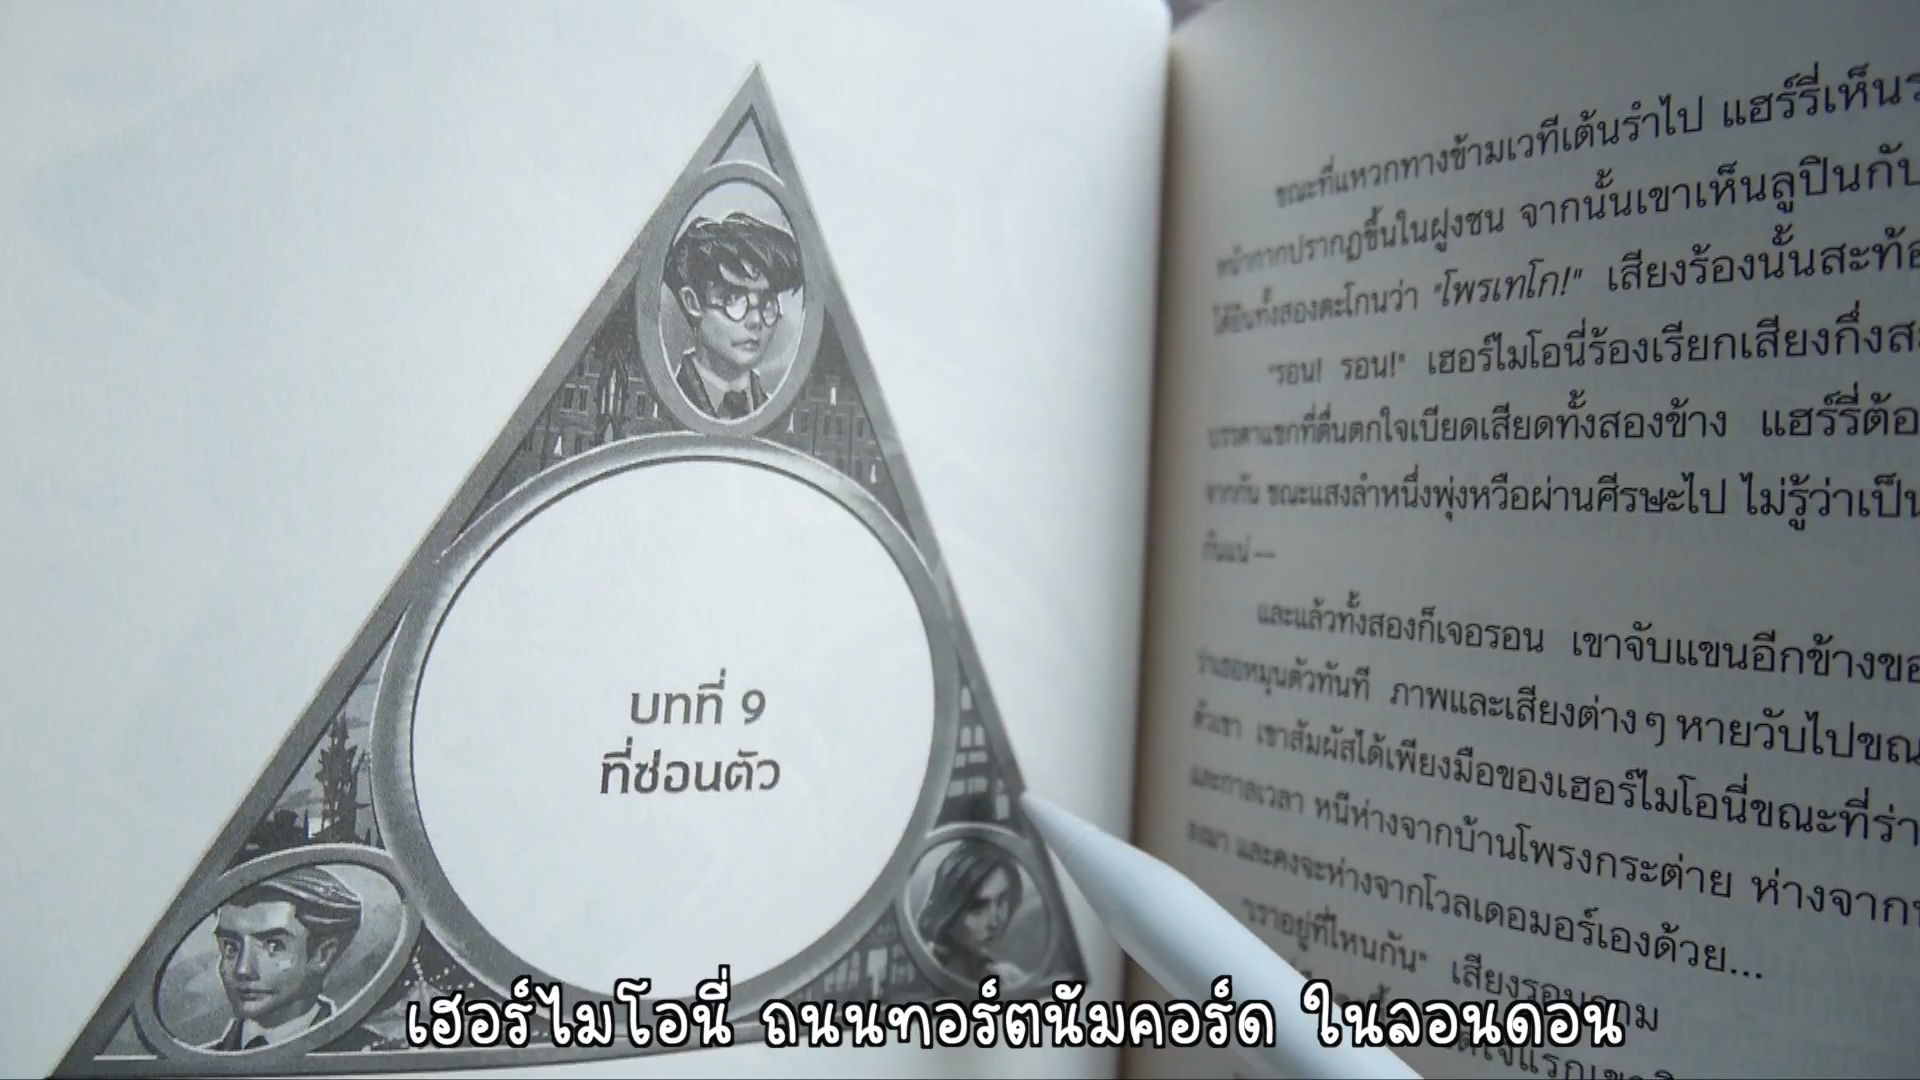 บทที่ 9
ที่ซ่อนตัว
ขณะที่แหวกทางข้ามเวทีเต้นรำไป แฮร์รี่เห็น
หน้ากากปรากฏขึ้นในฝูงชน จากนั้นเขาเห็นลูปินกับ
ได้ยินทั้งสองตะโกนว่า "โพรเทโก!" เสียงร้องนั้นสะท้อ
"รอน! รอน!" เฮอร์ไมโอนี่ร้องเรียกเสียงกึ่งส
บรรดาแขกที่ตื่นตกใจเบียดเสียดทั้งสองข้าง แฮร์รี่ต้อ
จากกัน ขณะแสงลำหนึ่งพุ่งหวือผ่านศีรษะไป ไม่รู้ว่าเป็น
กันแน่ —
และแล้วทั้งสองก็เจอรอน เขาจับแขนอีกข้างขอ
ว่าเธอหมุนตัวทันที ภาพและเสียงต่างๆ หายวับไปขณ
ตัวเขา เขาสัมผัสได้เพียงมือของเฮอร์ไมโอนี่ขณะที่ร่า
และกาลเวลา หนีห่างจากบ้านโพรงกระต่าย ห่างจาก
ลงมา และคงจะห่างจากโวลเดอมอร์เองด้วย...
"เราอยู่ที่ไหนกัน" เสียงรอนถาม
เฮอร์ไมโอนี่ ถนนทอร์ตนัมคอร์ด ในลอนดอน